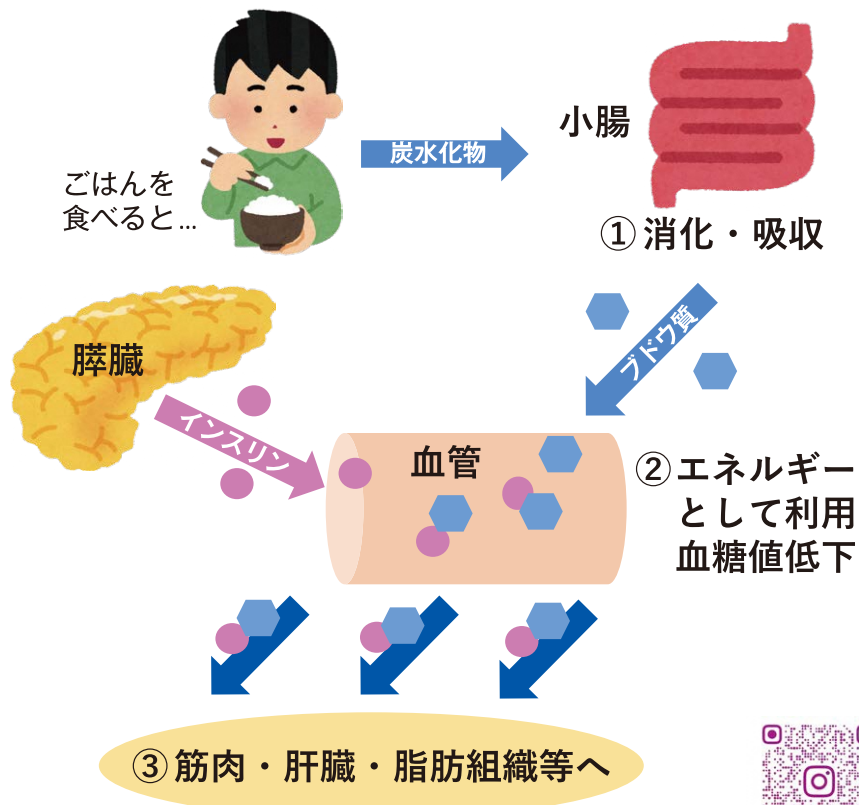 ごはんを
食べると…
炭水化物
小腸
①消化・吸収
ブドウ質
膵臓
インスリン
血管
②エネルギー
として利用
血糖値低下
③筋肉・肝臓・脂肪組織等へ